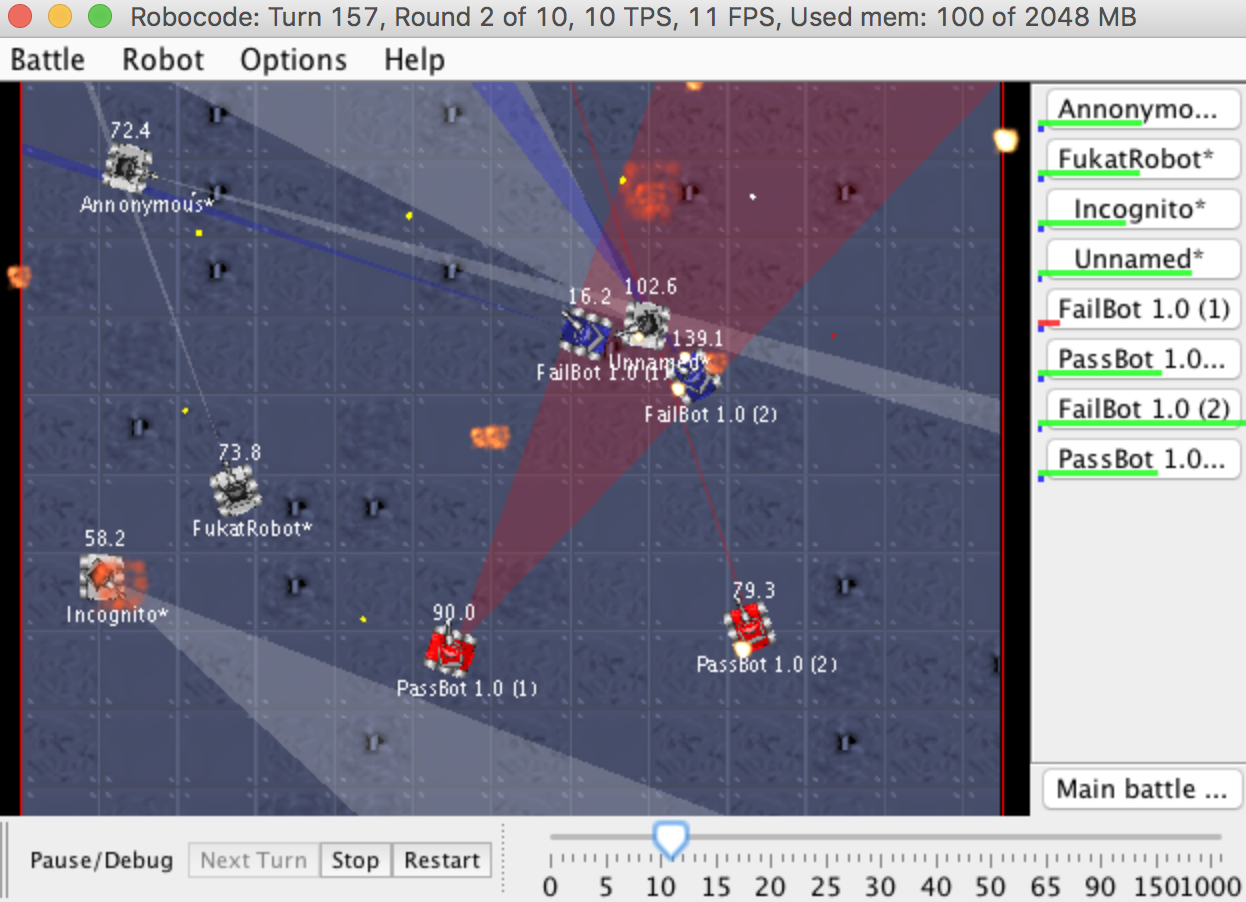 Robocode: Turn 157, Round 2 of 10, 10 TPS, 11 FPS, Used mem: 100 of 2048 MB
Battle Robot Options Help
72.4
Annonymous*
16.2
102.6
139.1
FailBot 1.0 (1)
Unnamed*
FailBot 1.0 (2)
73.8
FukatRobot*
58.2
Incognito*
90.0
PassBot 1.0 (1)
79.3
PassBot 1.0 (2)
Annonymo...
FukatRobot*
Incognito*
Unnamed*
FailBot 1.0 (1)
PassBot 1.0...
FailBot 1.0 (2)
PassBot 1.0...
Main battle ...
Pause/Debug Next Turn Stop Restart
0 5 10 15 20 25 30 40 50 65 90 150 1000